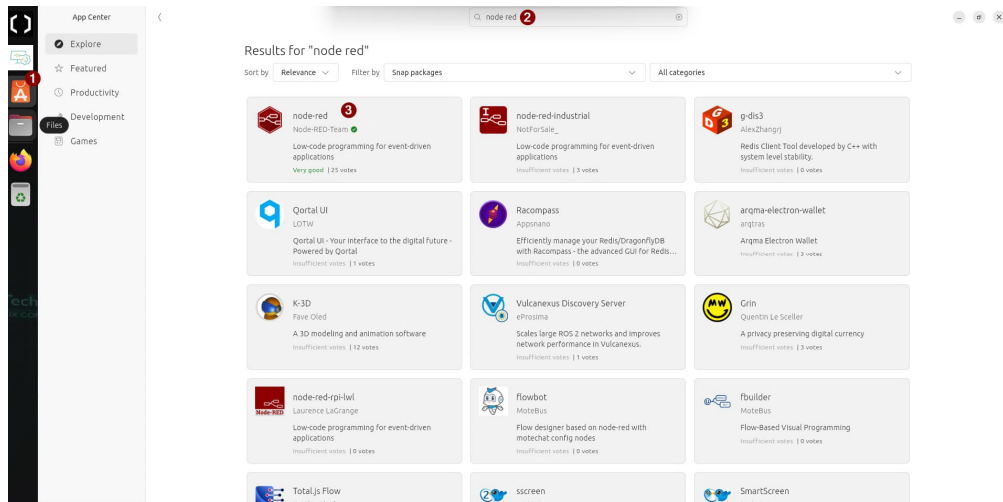 App Center
node red
2
Explore
Featured
Productivity
Development
Games
1
Files
Results for "node red"
Sort by Relevance Filter by Snap packages All categories
node-red
3
Node-RED-Team
Low-code programming for event-driven
applications
Very good | 25 votes
node-red-industrial
NotForSale_
Low-code programming for event-driven
applications
Insufficient votes | 3 votes
g-dis3
AlexZhangrj
Redis Client Tool developed by C++ with
system level stability.
Insufficient votes | 0 votes
Qortal UI
LOTW
Qortal UI - Your interface to the digital future -
Powered by Qortal
Insufficient votes | 1 votes
Racompass
Appsnano
Efficiently manage your Redis/DragonflyDB
with Racompass - the advanced GUI for Redis...
Insufficient votes | 0 votes
arqma-electron-wallet
arqtras
Arqma Electron Wallet
Insufficient votes | 3 votes
K-3D
Fave Oled
A 3D modeling and animation software
Insufficient votes | 12 votes
Vulcanexus Discovery Server
eProsima
Scales large ROS 2 networks and improves
network performance in Vulcanexus.
Insufficient votes | 1 votes
MW
Grin
Quentin Le Sceller
A privacy preserving digital currency
Insufficient votes | 3 votes
Node-RED
node-red-rpi-lwl
Laurence LaGrange
Low-code programming for event-driven
applications
Insufficient votes | 0 votes
flowbot
MoteBus
Flow designer based on node-red with
motechat config nodes
Insufficient votes | 0 votes
fbuilder
MoteBus
Flow-Based Visual Programming
Insufficient votes | 0 votes
Total.js Flow
sscreen
SmartScreen